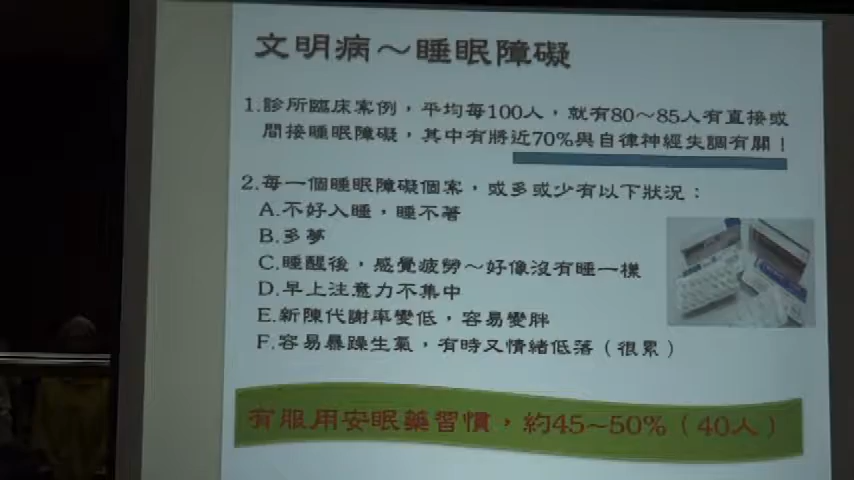 文明病～睡眠障礙
1.診所臨床案例，平均每100人，就有80～85人有直接或
間接睡眠障礙，其中有將近70%與自律神經失調有關！
2.每一個睡眠障礙個案，或多或少有以下狀況：
A.不好入睡，睡不著
B.多夢
C.睡醒後，感覺疲勞～好像沒有睡一樣
D.早上注意力不集中
E.新陳代謝率變低，容易變胖
F.容易暴躁生氣，有時又情緒低落（很累）
有服用安眠藥習慣，約45~50%（40人）